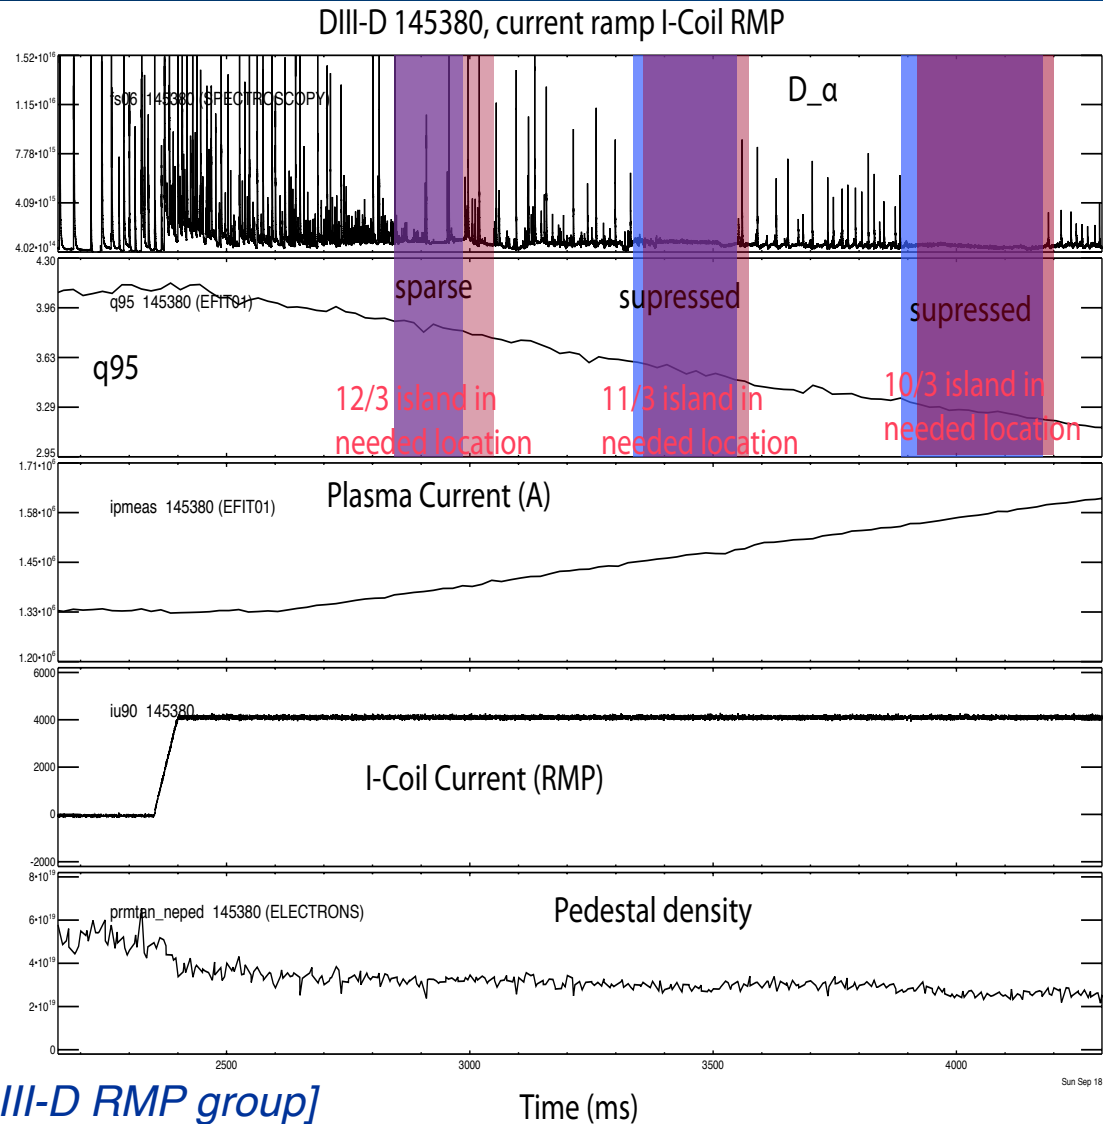 DIII-D 145380, current ramp I-Coil RMP
1.52•10¹⁶
1.15•10¹⁶
7.78•10¹⁵
4.09•10¹⁵
4.02•10¹⁴
fs06 145380 (SPECTROSCOPY)
D_α
4.30
3.96
3.63
3.29
2.95
q95 145380 (EFIT01)
q95
sparse
supressed
supressed
12/3 island in
needed location
11/3 island in
needed location
10/3 island in
needed location
1.71•10⁶
1.58•10⁶
1.45•10⁶
1.33•10⁶
1.20•10⁶
ipmeas 145380 (EFIT01)
Plasma Current (A)
6000
4000
2000
0
-2000
iu90 145380
I-Coil Current (RMP)
8•10¹⁹
6•10¹⁹
4•10¹⁹
2•10¹⁹
0
prmtan_neped 145380 (ELECTRONS)
Pedestal density
2500 3000 3500 4000
Sun Sep 18
III-D RMP group]
Time (ms)